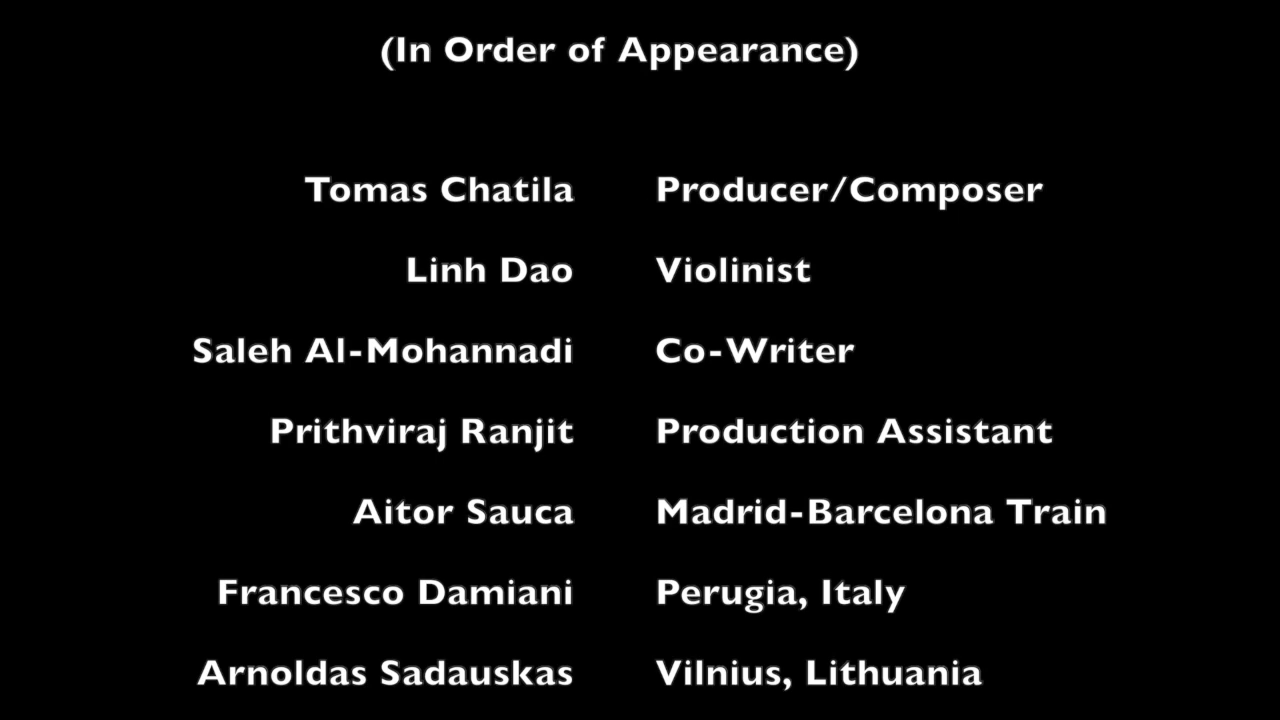 (In Order of Appearance)
Tomas Chatila Producer/Composer
Linh Dao Violinist
Saleh Al-Mohannadi Co-Writer
Prithviraj Ranjit Production Assistant
Aitor Sauca Madrid-Barcelona Train
Francesco Damiani Perugia, Italy
Arnoldas Sadauskas Vilnius, Lithuania